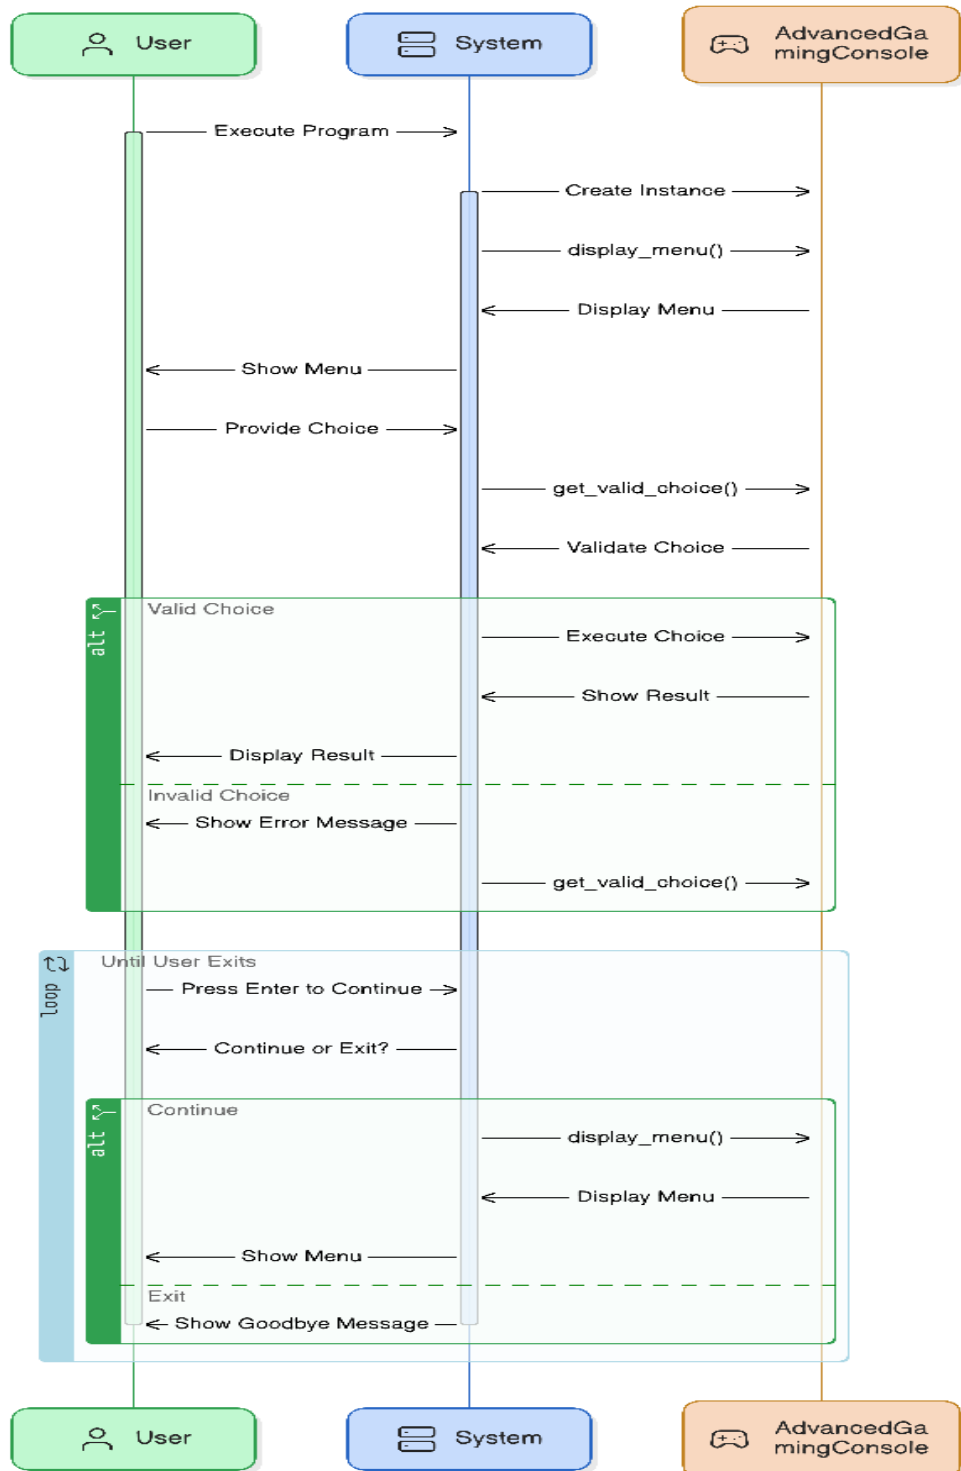 User
System
AdvancedGa
mingConsole
Execute Program
Create Instance
display_menu()
Display Menu
Show Menu
Provide Choice
get_valid_choice()
Validate Choice
alt
Valid Choice
Execute Choice
Show Result
Display Result
Invalid Choice
Show Error Message
get_valid_choice()
loop
Until User Exits
Press Enter to Continue
Continue or Exit?
alt
Continue
display_menu()
Display Menu
Show Menu
Exit
Show Goodbye Message
User
System
AdvancedGa
mingConsole